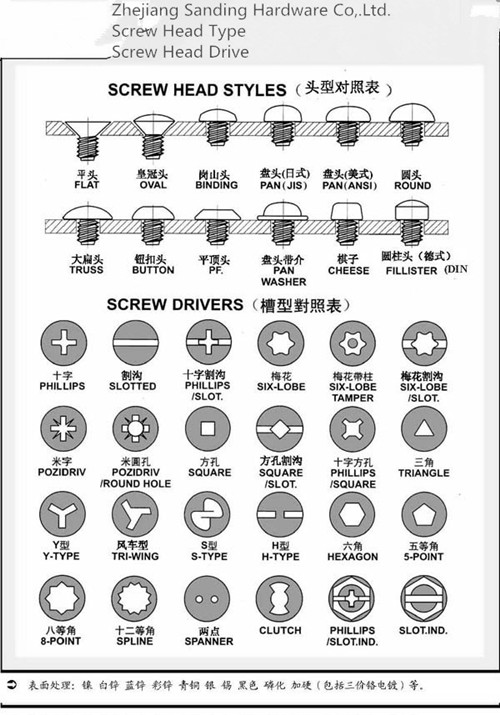 Zhejiang Sanding Hardware Co,.Ltd.
Screw Head Type
Screw Head Drive
SCREW HEAD STYLES (头型对照表)
平头 皇冠头 岗山头 盘头(日式) 盘头(美式) 圆头
FLAT OVAL BINDING PAN (JIS) PAN (ANSI) ROUND
大扁头 钮扣头 平顶头 盘头带介 棋子 圆柱头 (德式)
TRUSS BUTTON PF. PAN WASHER CHEESE FILLISTER (DIN
SCREW DRIVERS (槽型對照表)
十字 割沟 十字割沟 梅花 梅花帶柱 梅花割沟
PHILLIPS SLOTTED PHILLIPS SIX-LOBE SIX-LOBE SIX-LOBE
/SLOT. TAMPER /SLOT.
米字 米圓孔 方孔 方孔割沟 十字方孔 三角
POZIDRIV POZIDRIV SQUARE SQUARE PHILLIPS TRIANGLE
/ROUND HOLE /SLOT. /SQUARE
Y型 风车型 S型 H型 六角 五等角
Y-TYPE TRI-WING S-TYPE H-TYPE HEXAGON 5-POINT
八等角 十二等角 两点 CLUTCH PHILLIPS SLOT.IND.
8-POINT SPLINE SPANNER /SLOT.IND.
表面处理: 镍 白锌 蓝锌 彩锌 青铜 银 锡 黑色 磷化 加硬 (包括三价铬电镀) 等。